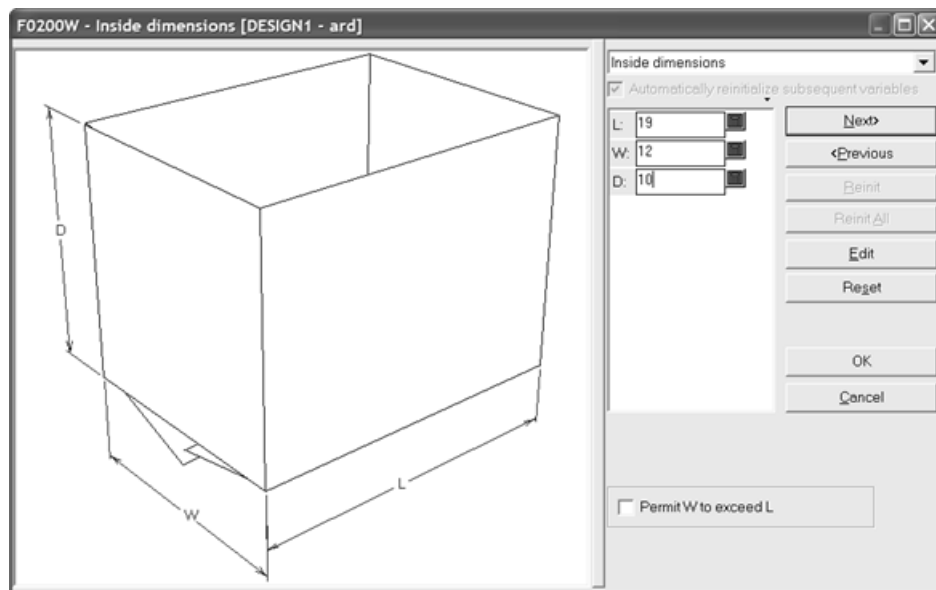 F0200W - Inside dimensions [DESIGN1 - ard]
Inside dimensions
Automatically reinitialize subsequent variables
L: 19
W: 12
D: 10
Next>
<Previous
Reinit
Reinit All
Edit
Reset
OK
Cancel
Permit W to exceed L
D
W
L